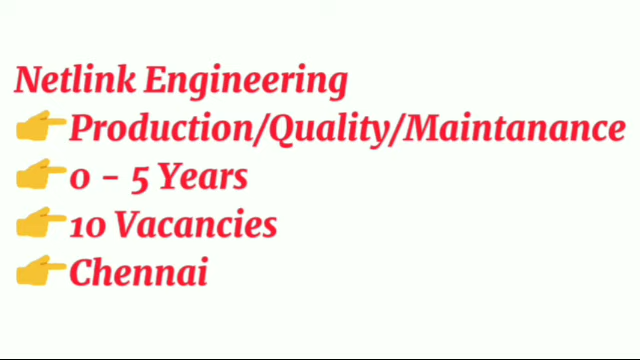 Netlink Engineering
👉Production/Quality/Maintanance
👉0 - 5 Years
👉10 Vacancies
👉Chennai